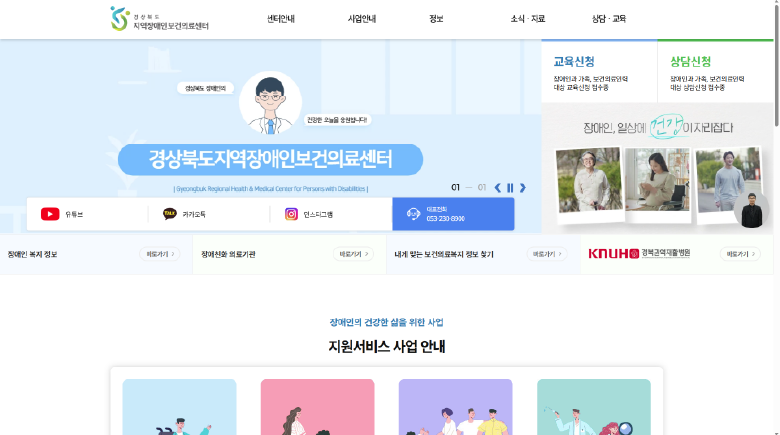 경상북도
지역장애인보건의료센터
센터안내
사업안내
정보
소식 · 자료
상담 · 교육
경상북도 장애인의
건강한 오늘을 응원합니다!
경상북도지역장애인보건의료센터
| Gyeongbuk Regional Health & Medical Center for Persons with Disabilities |
01 — 01
유튜브
TALK
카카오톡
인스타그램
대표전화
053-230-8900
교육신청
장애인과 가족, 보건의료인력
대상 교육신청 접수중
상담신청
장애인과 가족, 보건의료인력
대상 상담신청 접수중
장애인, 일상에 건강이 자리잡다
장애인 복지 정보
바로가기
장애친화 의료기관
바로가기
내게 맞는 보건의료복지 정보 찾기
바로가기
KNUH 경북권역재활병원
바로가기
장애인의 건강한 삶을 위한 사업
지원서비스 사업 안내